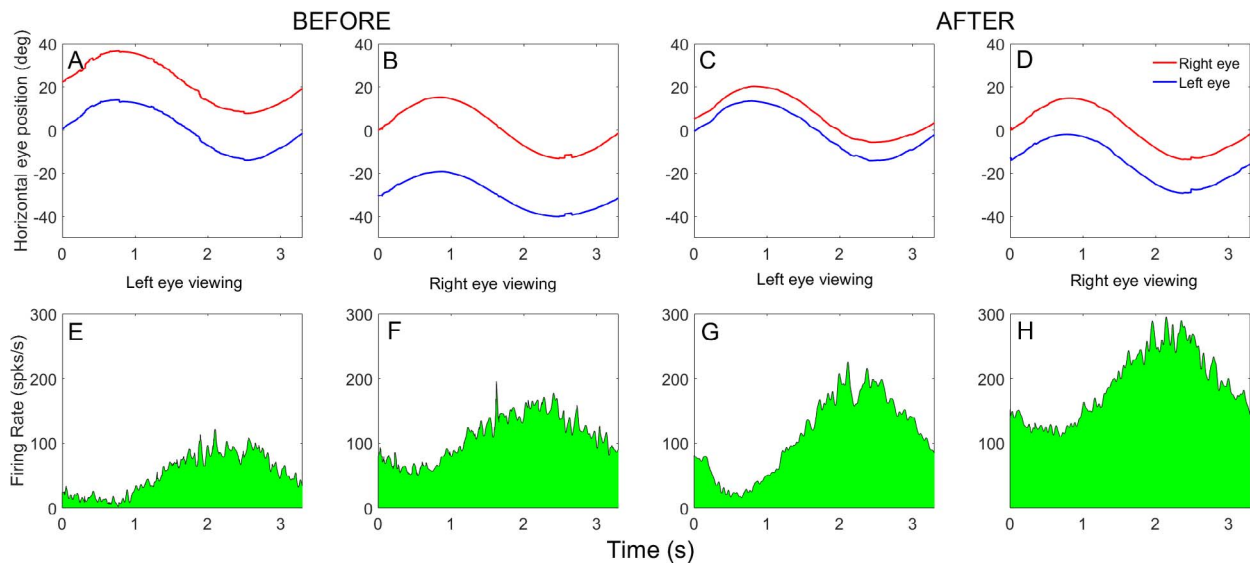 BEFORE
AFTER
A
B
C
D
Right eye
Left eye
Horizontal eye position (deg)
40
20
0
-20
-40
0 1 2 3
40
20
0
-20
-40
0 1 2 3
40
20
0
-20
-40
0 1 2 3
40
20
0
-20
-40
0 1 2 3
Left eye viewing
Right eye viewing
Left eye viewing
Right eye viewing
E
F
G
H
Firing Rate (spks/s)
300
200
100
0
0 1 2 3
300
200
100
0
0 1 2 3
300
200
100
0
0 1 2 3
300
200
100
0
0 1 2 3
Time (s)